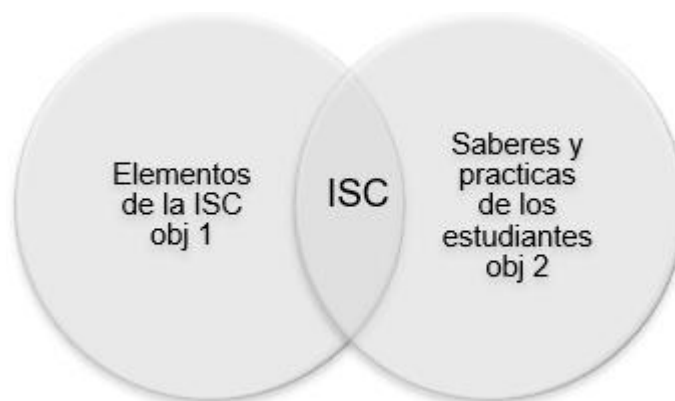 Elementos
de la ISC
obj 1
ISC
Saberes y
practicas
de los
estudiantes
obj 2